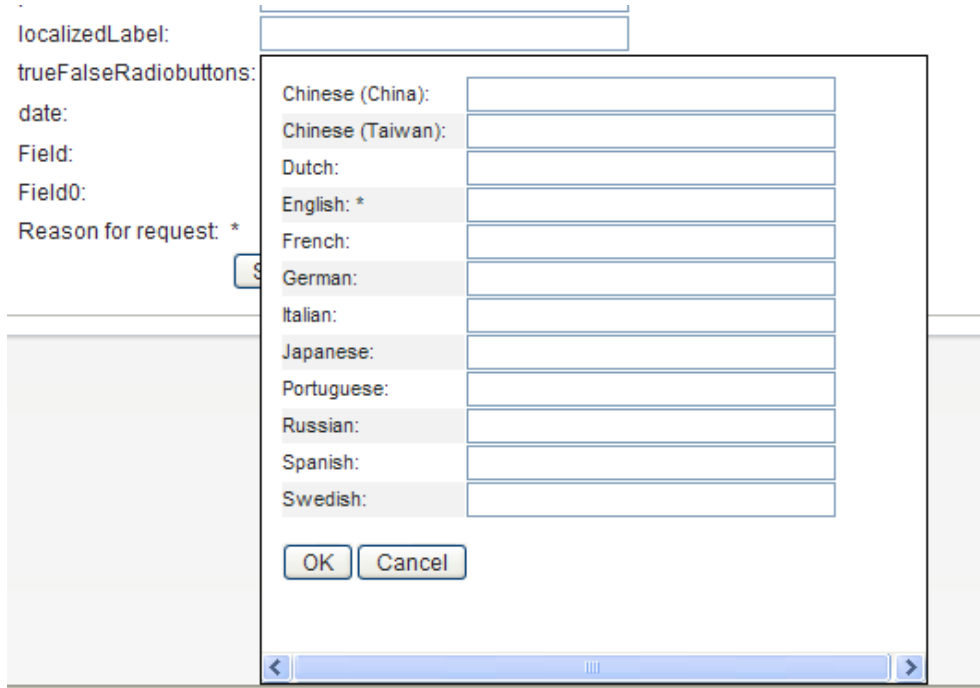 localizedLabel:
trueFalseRadiobuttons:
date:
Field:
Field0:
Reason for request: *
Chinese (China):
Chinese (Taiwan):
Dutch:
English: *
French:
German:
Italian:
Japanese:
Portuguese:
Russian:
Spanish:
Swedish:
OK Cancel